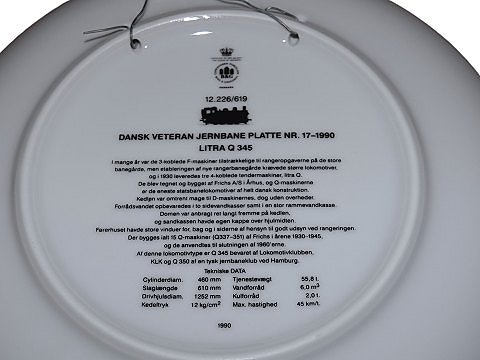 B&G
12.226/619
DANSK VETERAN JERNBANE PLATTE NR. 17–1990
LITRA Q 345
I mange år var de 3-koblede F-maskiner tilstrækkelige til rangeropgaverne på de store
banegårde, men etableringen af nye rangerbanegårde krævede større lokomotiver,
og i 1930 leveredes tre 4-koblede tendermaskiner, litra Q.
De blev tegnet og bygget af Frichs A/S i Århus, og Q-maskinerne
er de eneste statsbanelokomotiver af helt dansk konstruktion.
Kedlen var omtrent mage til D-maskinernes, dog uden overheder.
Forrådsvandet opbevaredes i to sidevandkasser samt i en stor rammevandkasse.
Domen var anbragt ret langt fremme på kedlen,
og sandkassen havde egen kappe over hjulmidten.
Førerhuset havde store vinduer for, bag og i siderne af hensyn til godt udsyn ved rangeringen.
Der bygges ialt 15 Q-maskiner (Q337–351) af Frichs i årene 1930–1945,
og de anvendtes til slutningen af 1960'erne.
Af denne lokomotivtype er Q 345 bevaret af Lokomotivklubben,
KLK og Q 350 af en tysk jernbaneklub ved Hamburg.
Tekniske DATA
Cylinderdiam. 460 mm Tjenestevægt 55,8 t.
Slaglængde 610 mm Vandforråd 6,0 m³
Drivhjulsdiam. 1252 mm Kulforråd 2,0 t.
Kedeltryk 12 kg/cm² Max. hastighed 45 km/t.
1990